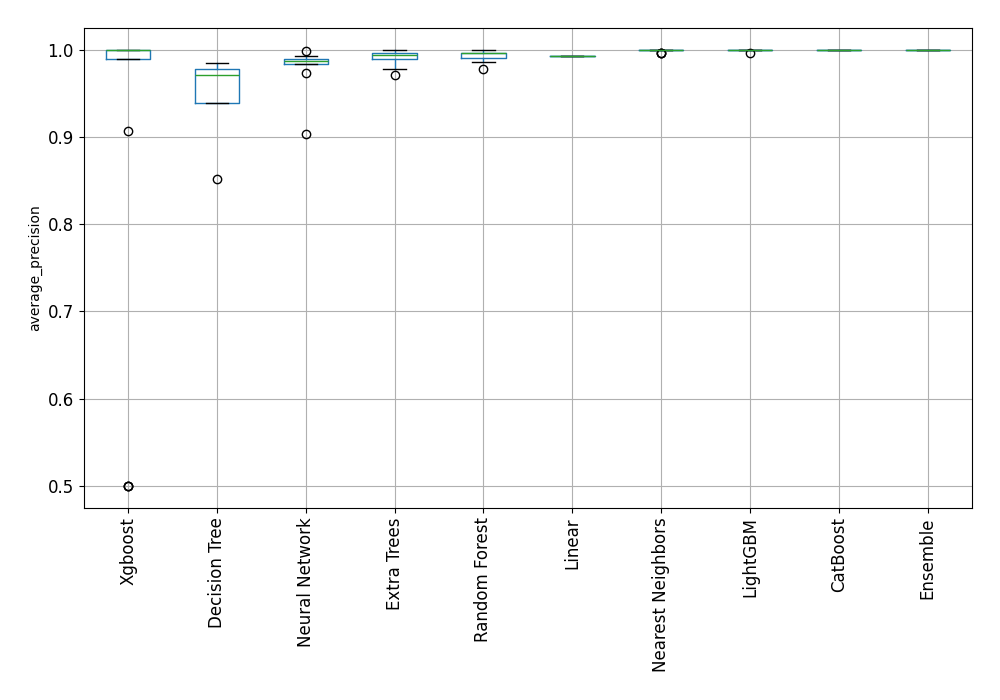 1.0
0.9
0.8
0.7
0.6
0.5
average_precision
Xgboost
Decision Tree
Neural Network
Extra Trees
Random Forest
Linear
Nearest Neighbors
LightGBM
CatBoost
Ensemble